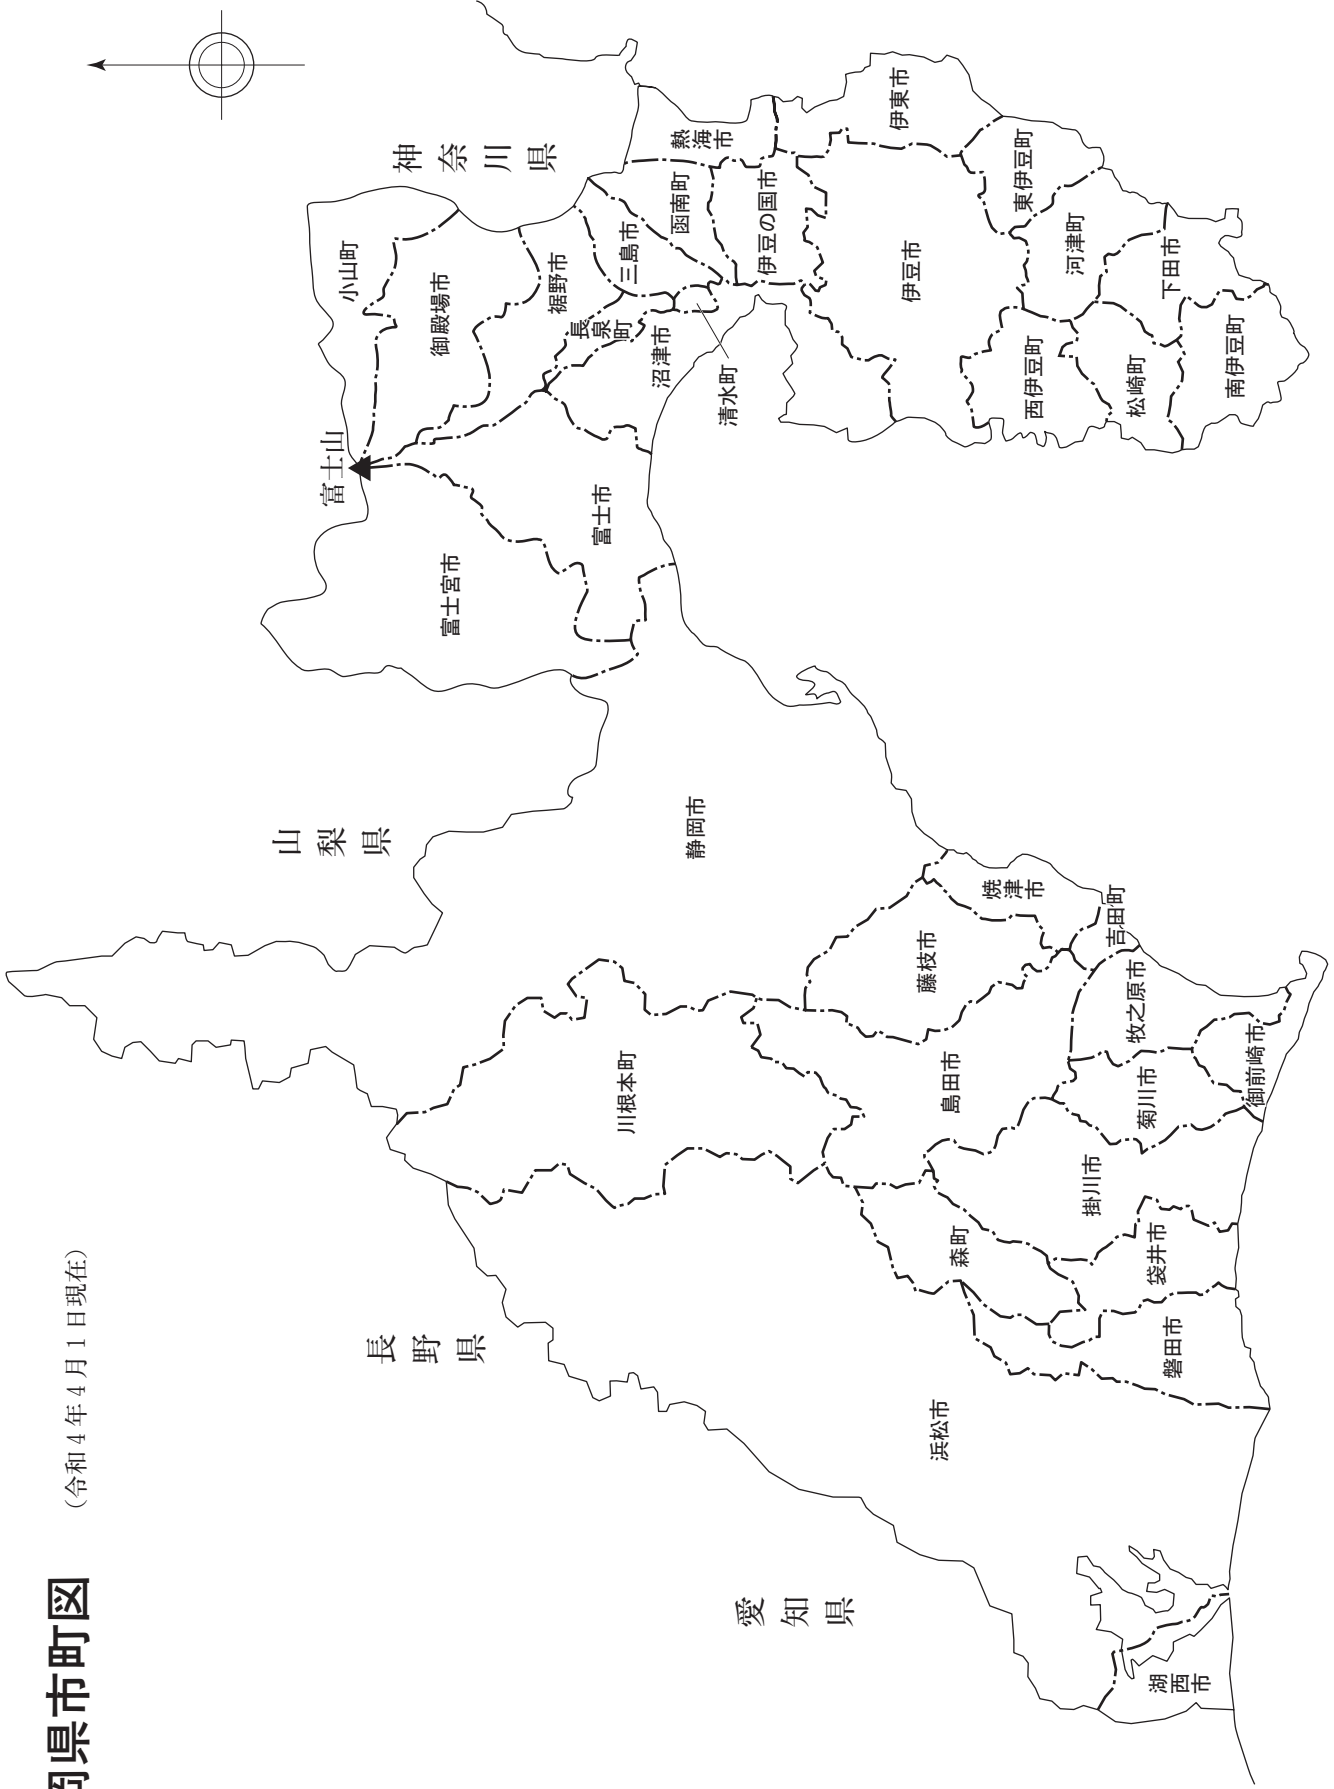 岡県市町図
（令和４年４月１日現在）
神奈川県
山梨県
長野県
愛知県
富士山
小山町
御殿場市
裾野市
長泉町
三島市
函南町
熱海市
清水町
沼津市
伊豆の国市
伊東市
伊豆市
東伊豆町
河津町
下田市
西伊豆町
松崎町
南伊豆町
富士市
富士宮市
静岡市
焼津市
藤枝市
吉田町
島田市
川根本町
牧之原市
御前崎市
菊川市
掛川市
森町
袋井市
磐田市
浜松市
湖西市